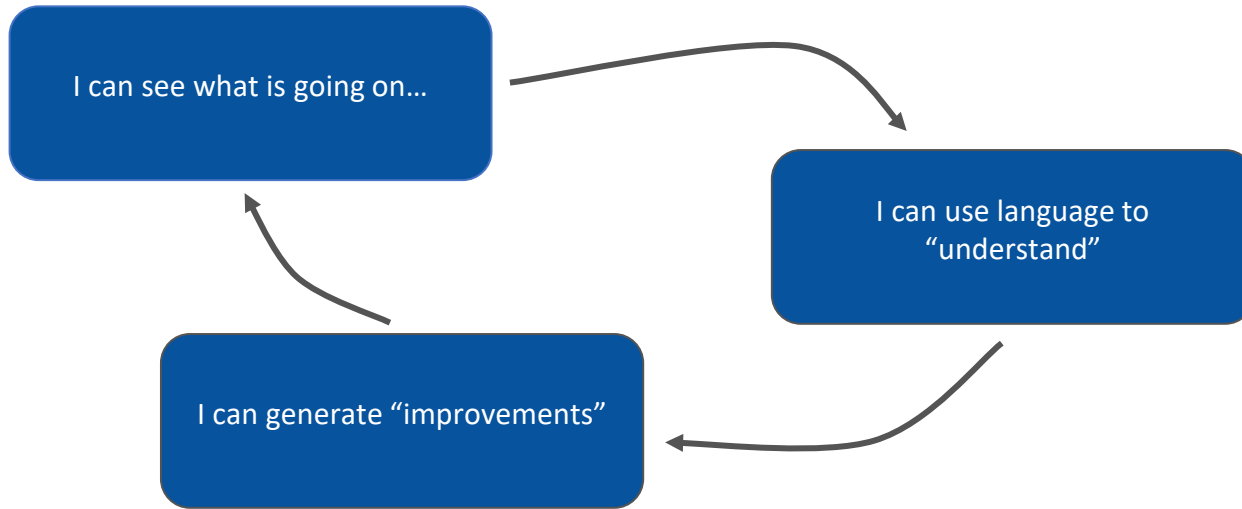 I can see what is going on…
I can use language to
“understand”
I can generate “improvements”